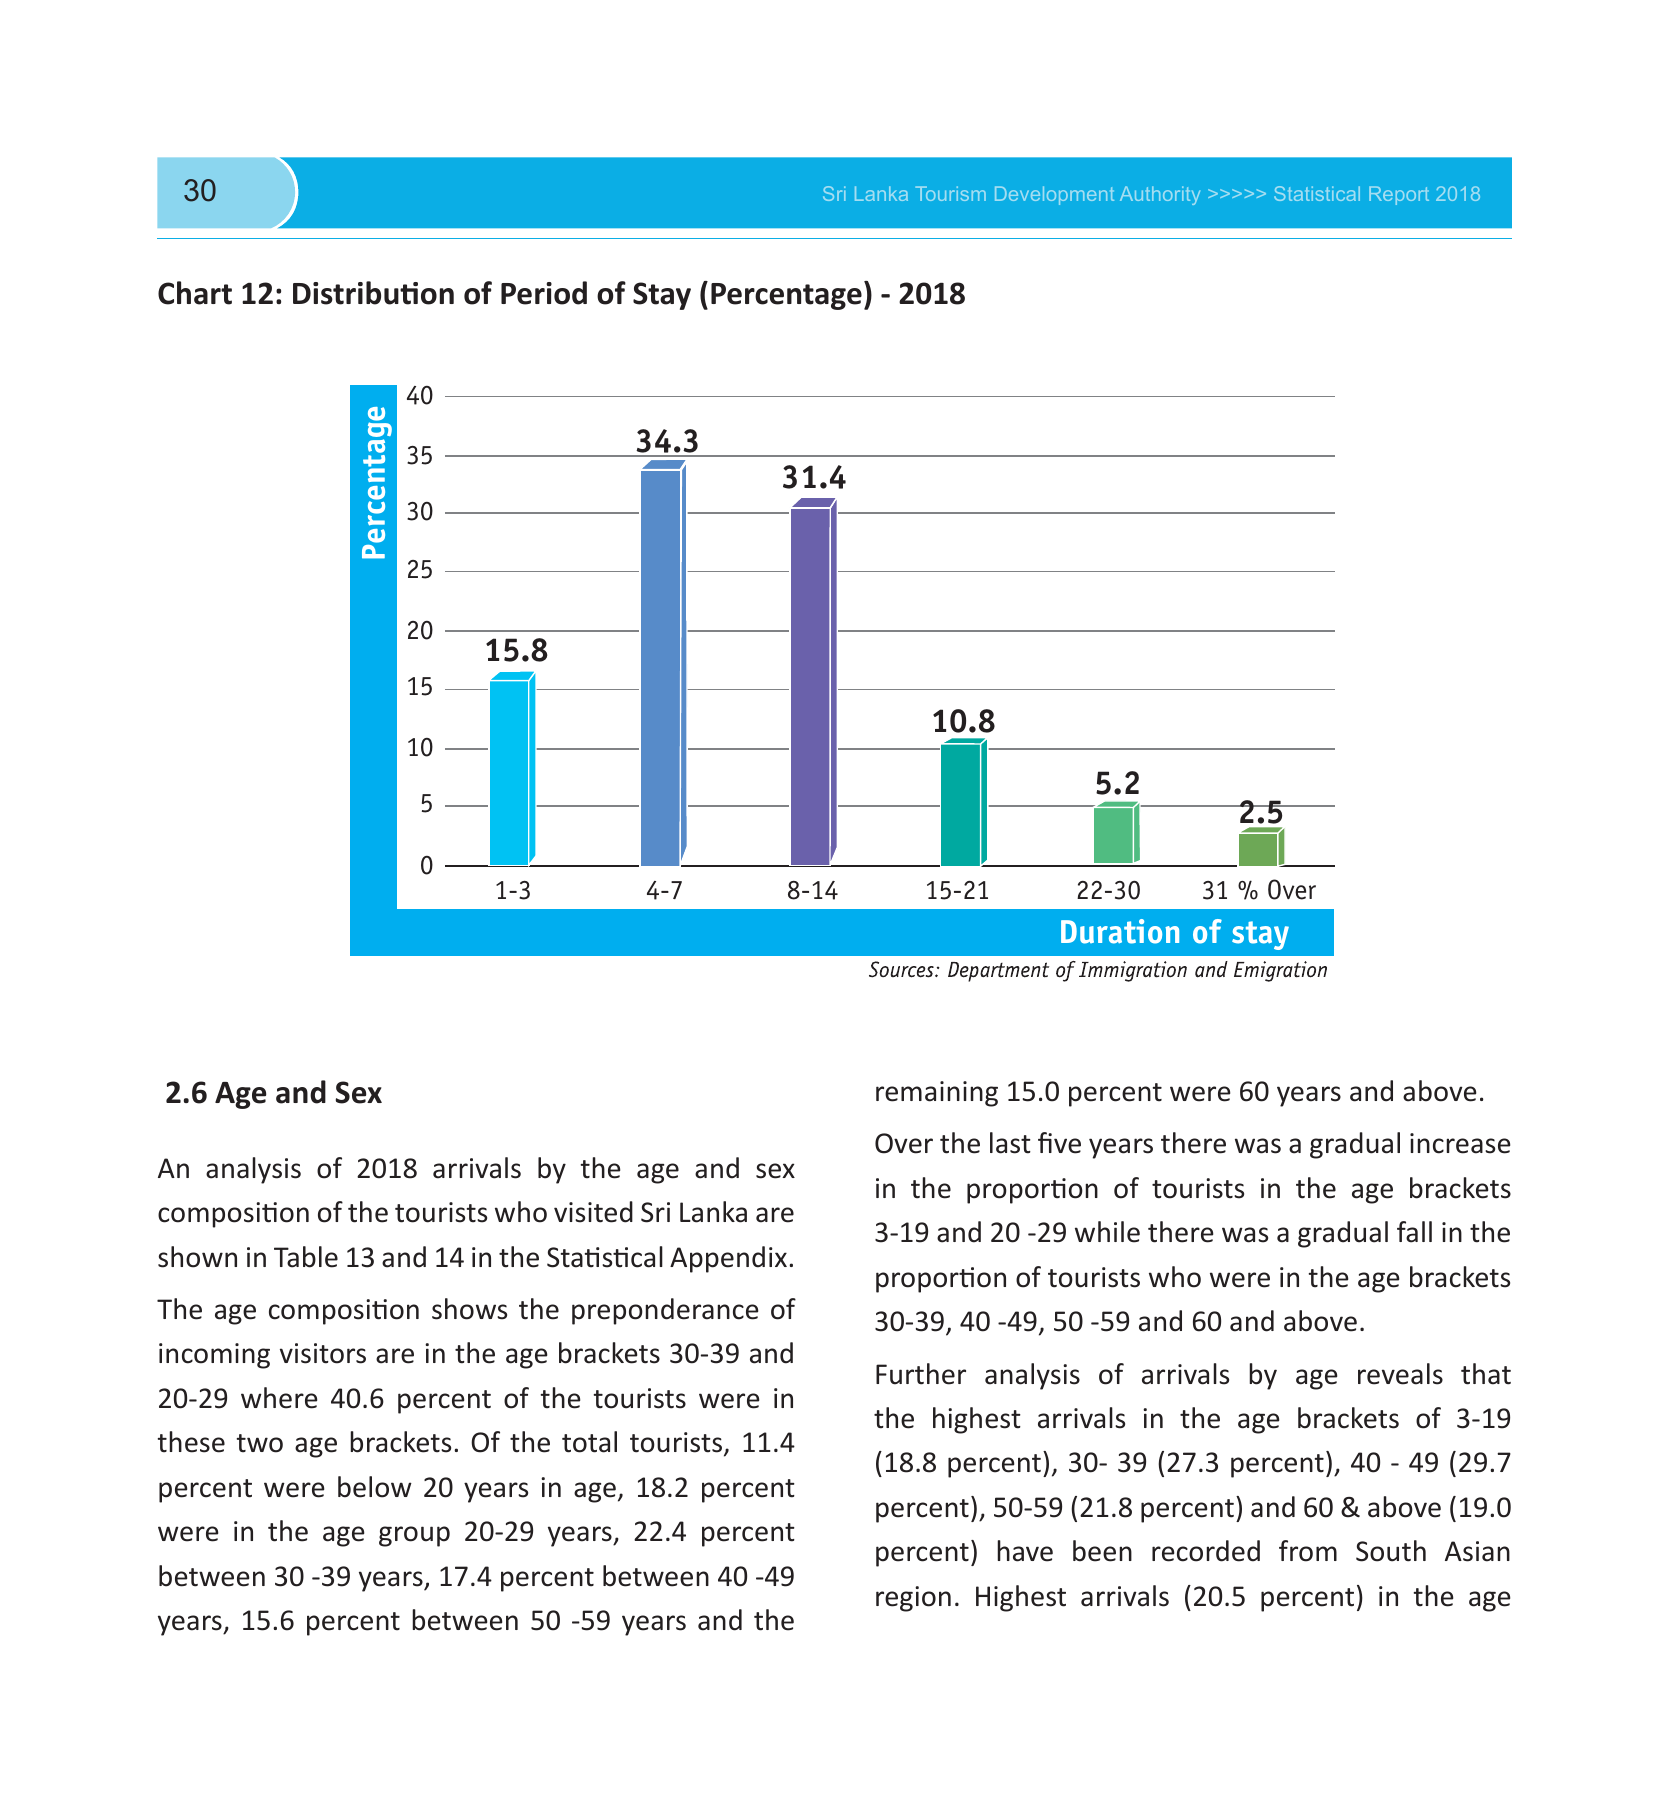 30
Sri Lanka Tourism Development Authority >>>>> Statistical Report 2018
Chart 12: Distribution of Period of Stay (Percentage) - 2018
Percentage
40
35
30
25
20
15
10
5
0
15.8
34.3
31.4
10.8
5.2
2.5
1-3
4-7
8-14
15-21
22-30
31 % Over
Duration of stay
Sources: Department of Immigration and Emigration
2.6 Age and Sex
An analysis of 2018 arrivals by the age and sex
composition of the tourists who visited Sri Lanka are
shown in Table 13 and 14 in the Statistical Appendix.
The age composition shows the preponderance of
incoming visitors are in the age brackets 30-39 and
20-29 where 40.6 percent of the tourists were in
these two age brackets. Of the total tourists, 11.4
percent were below 20 years in age, 18.2 percent
were in the age group 20-29 years, 22.4 percent
between 30 -39 years, 17.4 percent between 40 -49
years, 15.6 percent between 50 -59 years and the
remaining 15.0 percent were 60 years and above.
Over the last five years there was a gradual increase
in the proportion of tourists in the age brackets
3-19 and 20 -29 while there was a gradual fall in the
proportion of tourists who were in the age brackets
30-39, 40 -49, 50 -59 and 60 and above.
Further analysis of arrivals by age reveals that
the highest arrivals in the age brackets of 3-19
(18.8 percent), 30- 39 (27.3 percent), 40 - 49 (29.7
percent), 50-59 (21.8 percent) and 60 & above (19.0
percent) have been recorded from South Asian
region. Highest arrivals (20.5 percent) in the age